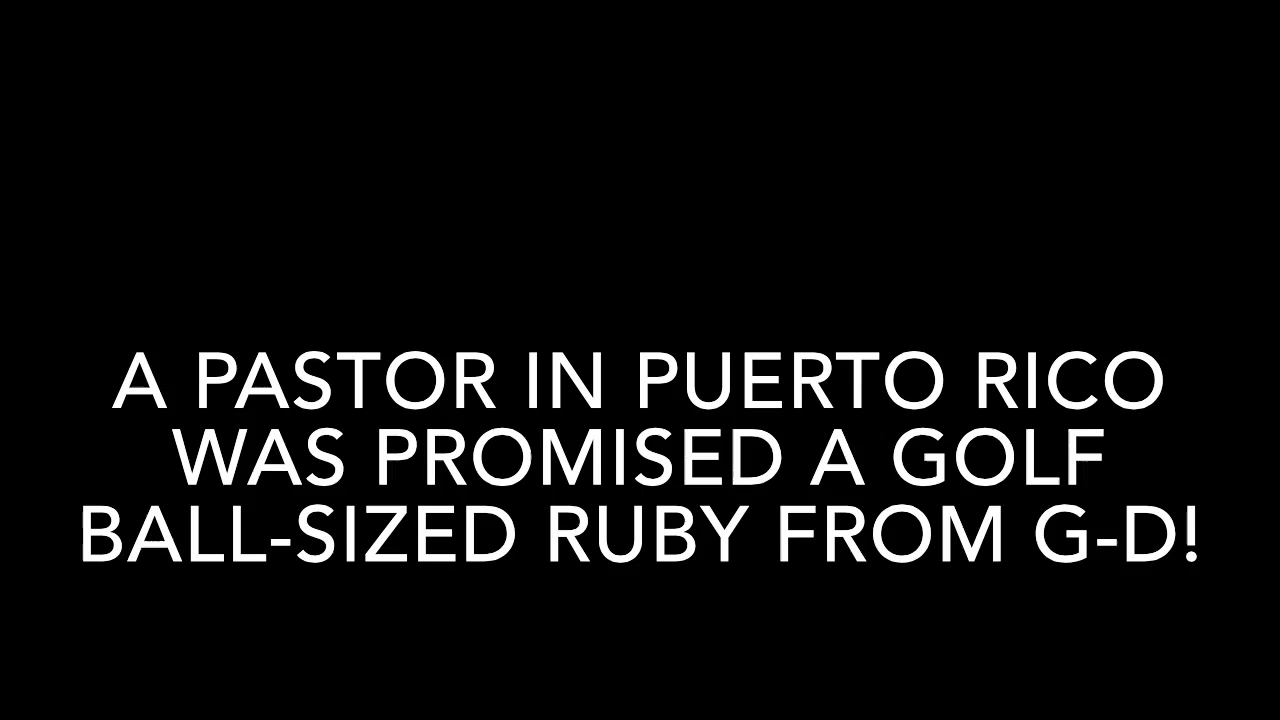 A PASTOR IN PUERTO RICO
WAS PROMISED A GOLF
BALL-SIZED RUBY FROM G-D!